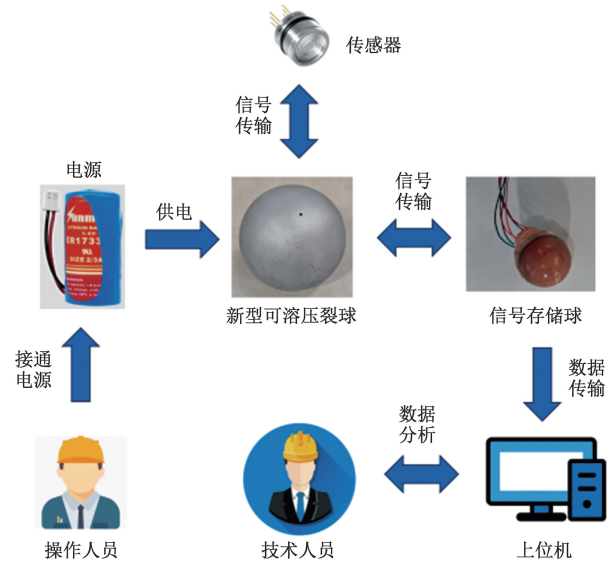 传感器
信号
传输
电源
供电
信号
传输
新型可溶压裂球
信号存储球
接通
电源
数据
传输
数据
分析
操作人员
技术人员
上位机